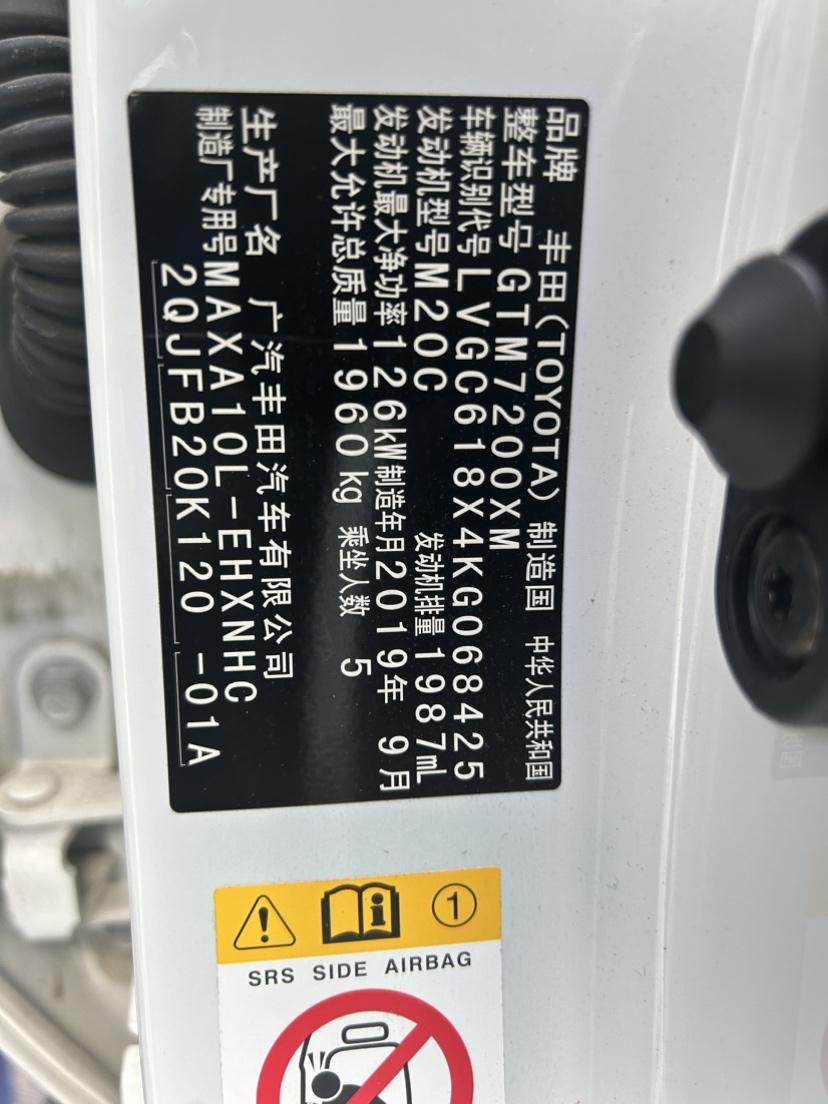 品牌 丰田(TOYOTA) 制造国 中华人民共和国
整车型号 GTM7200XM
车辆识别代号 LVGC618X4KG068425
发动机型号 M20C 发动机排量 1987mL
发动机最大净功率 126kW 制造年月 2019年 9月
最大允许总质量 1960kg 乘坐人数 5
生产厂名 广汽丰田汽车有限公司
制造厂专用号 MAXA10L-EHXNHC
2QJFB20K120 -01A
1
SRS SIDE AIRBAG